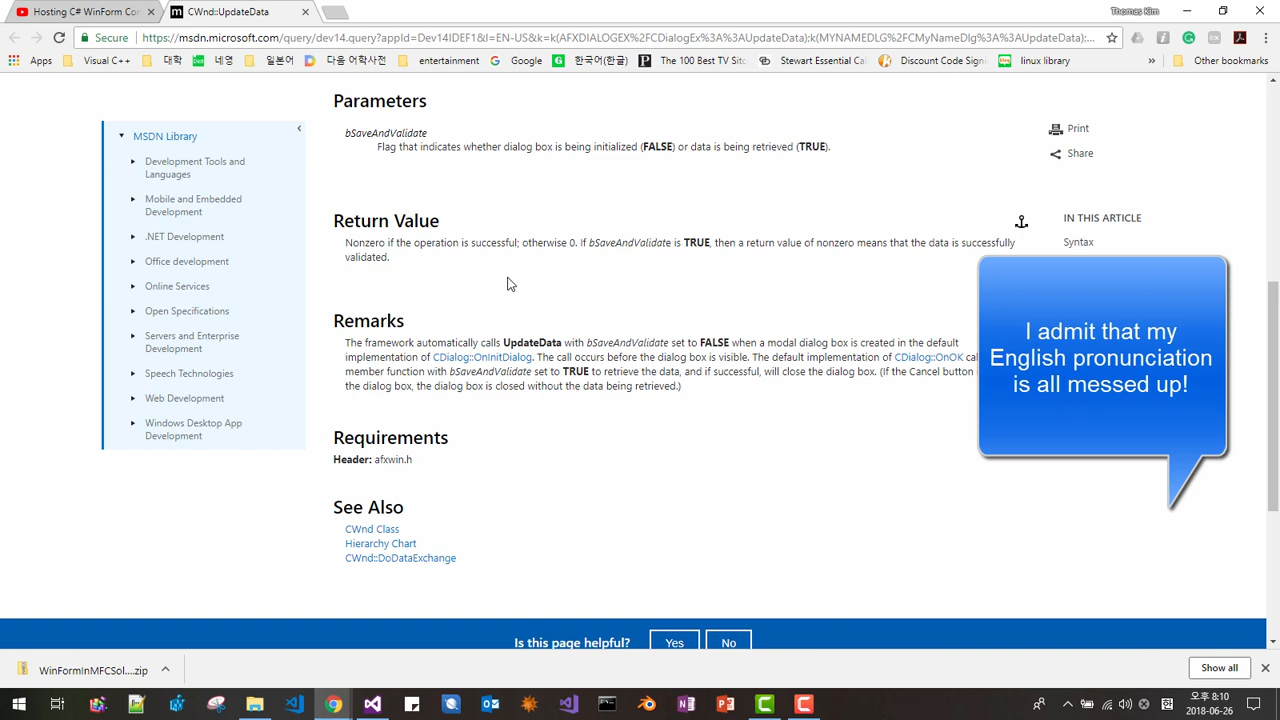 Hosting C# WinForm Con
CWnd::UpdateData
Thomas Kim
Secure
https://msdn.microsoft.com/query/dev14.query?appId=Dev14IDEF1&l=EN-US&k=k(AFXDIALOGEX%2FCDialogEx%3A%3AUpdateData);k(MYNAMEDLG%2FCMyNameDlg%3A%3AUpdateData);...
Apps
Visual C++
대학
네영
일본어
다음 어학사전
entertainment
Google
한국어(한글)
The 100 Best TV Sit
Stewart Essential Cal
Discount Code Sign
linux library
»
Other bookmarks
Parameters
bSaveAndValidate
Flag that indicates whether dialog box is being initialized (FALSE) or data is being retrieved (TRUE).
Print
Share
MSDN Library
Development Tools and
Languages
Mobile and Embedded
Development
.NET Development
Office development
Online Services
Open Specifications
Servers and Enterprise
Development
Speech Technologies
Web Development
Windows Desktop App
Development
Return Value
Nonzero if the operation is successful; otherwise 0. If bSaveAndValidate is TRUE, then a return value of nonzero means that the data is successfully
validated.
IN THIS ARTICLE
Syntax
Remarks
The framework automatically calls UpdateData with bSaveAndValidate set to FALSE when a modal dialog box is created in the default
implementation of CDialog::OnInitDialog. The call occurs before the dialog box is visible. The default implementation of CDialog::OnOK cal
member function with bSaveAndValidate set to TRUE to retrieve the data, and if successful, will close the dialog box. (If the Cancel button i
the dialog box, the dialog box is closed without the data being retrieved.)
I admit that my
English pronunciation
is all messed up!
Requirements
Header: afxwin.h
See Also
CWnd Class
Hierarchy Chart
CWnd::DoDataExchange
Is this page helpful?
Yes
No
WinFormInMFCSol....zip
Show all
오후 8:10
2018-06-26